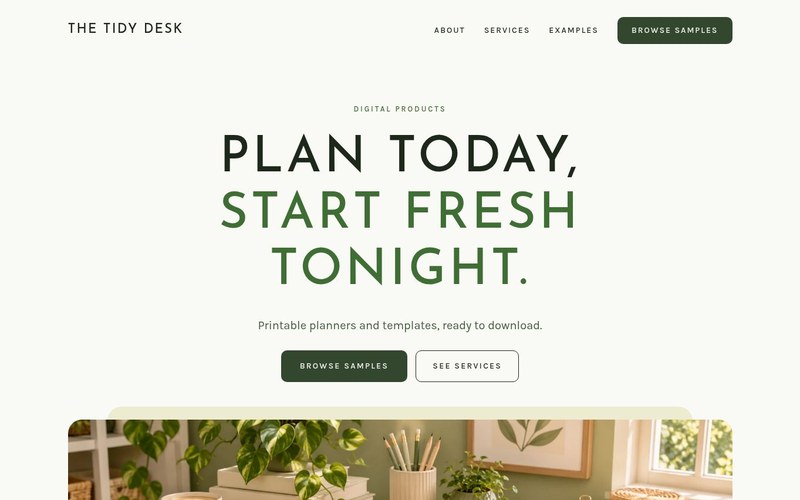 THE TIDY DESK
ABOUT SERVICES EXAMPLES BROWSE SAMPLES
DIGITAL PRODUCTS
PLAN TODAY,
START FRESH
TONIGHT.
Printable planners and templates, ready to download.
BROWSE SAMPLES SEE SERVICES